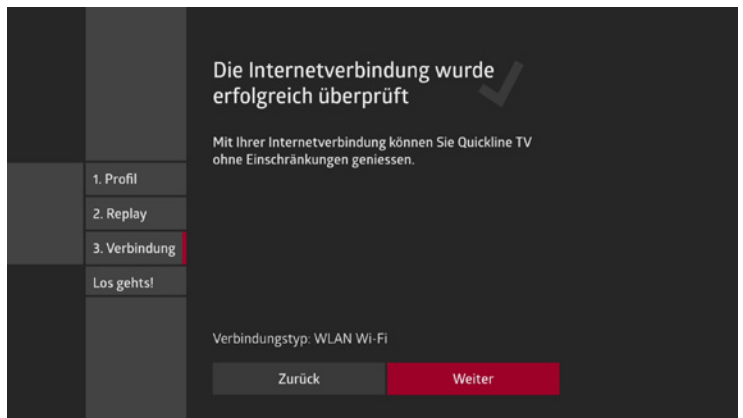 Die Internetverbindung wurde
erfolgreich überprüft
Mit Ihrer Internetverbindung können Sie Quickline TV
ohne Einschränkungen geniessen.
1. Profil
2. Replay
3. Verbindung
Los gehts!
Verbindungstyp: WLAN Wi-Fi
Zurück
Weiter